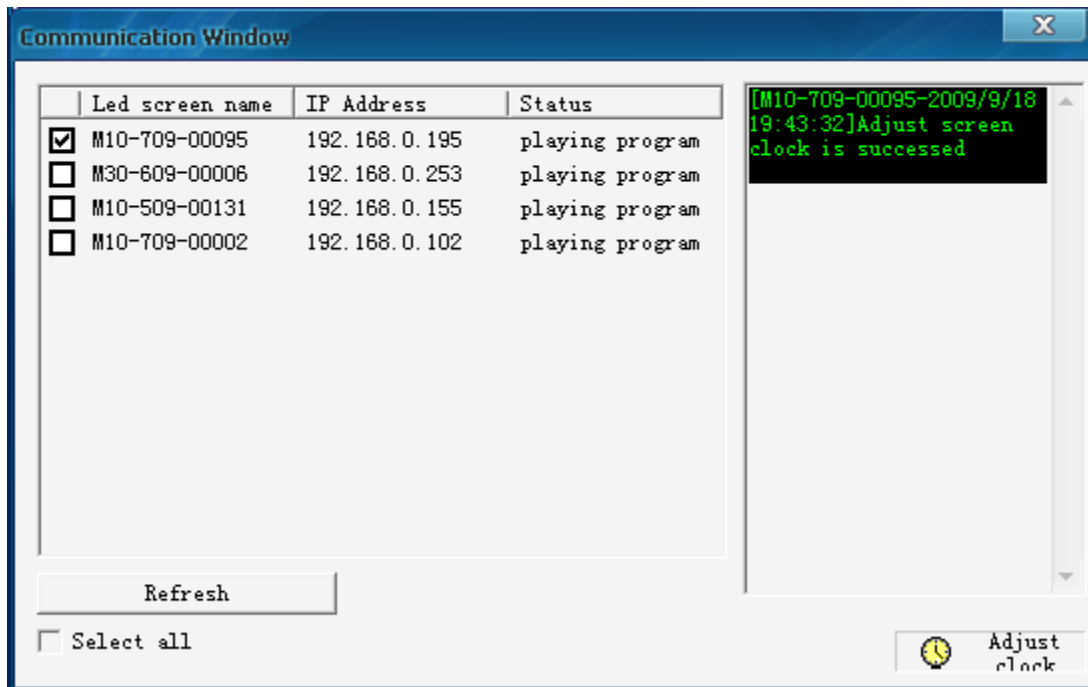 Communication Window
Led screen name IP Address Status
M10-709-00095 192.168.0.195 playing program
M30-609-00006 192.168.0.253 playing program
M10-509-00131 192.168.0.155 playing program
M10-709-00002 192.168.0.102 playing program
[M10-709-00095-2009/9/18
19:43:32]Adjust screen
clock is successed
Refresh
Select all
Adjust
clock